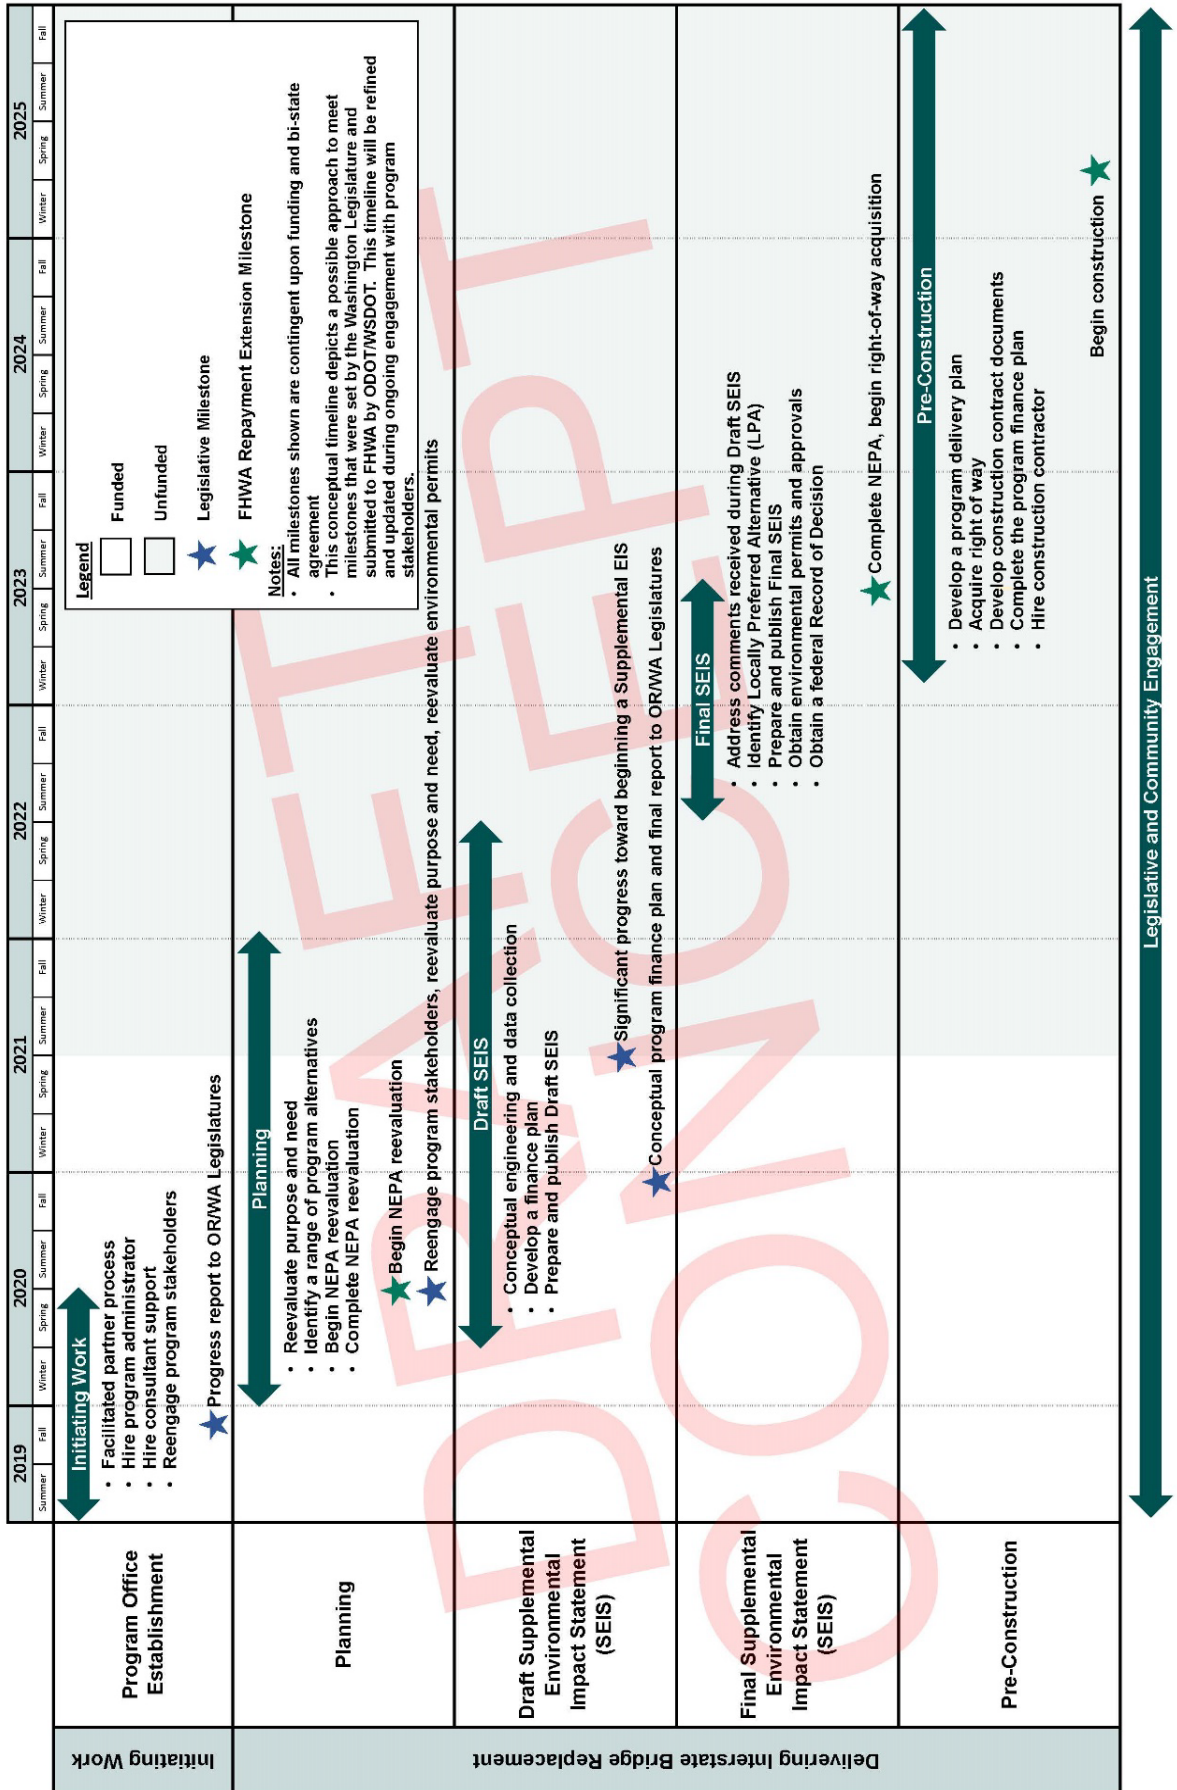 2019
2020
2021
2022
2023
2024
2025
Summer
Fall
Winter
Spring
Summer
Fall
Winter
Spring
Summer
Fall
Winter
Spring
Summer
Fall
Winter
Spring
Summer
Fall
Winter
Spring
Summer
Fall
Winter
Spring
Summer
Fall
Initiating Work
Program Office
Establishment
Initiating Work
• Facilitated partner process
• Hire program administrator
• Hire consultant support
• Reengage program stakeholders
Progress report to OR/WA Legislatures
Legend
Funded
Unfunded
Legislative Milestone
FHWA Repayment Extension Milestone
Notes:
• All milestones shown are contingent upon funding and bi-state
agreement
• This conceptual timeline depicts a possible approach to meet
milestones that were set by the Washington Legislature and
submitted to FHWA by ODOT/WSDOT. This timeline will be refined
and updated during ongoing engagement with program
stakeholders.
Delivering Interstate Bridge Replacement
Planning
Planning
• Reevaluate purpose and need
• Identify a range of program alternatives
• Begin NEPA reevaluation
• Complete NEPA reevaluation
Begin NEPA reevaluation
Reengage program stakeholders, reevaluate purpose and need, reevaluate environmental permits
Draft Supplemental
Environmental
Impact Statement
(SEIS)
Draft SEIS
• Conceptual engineering and data collection
• Develop a finance plan
• Prepare and publish Draft SEIS
Significant progress toward beginning a Supplemental EIS
Conceptual program finance plan and final report to OR/WA Legislatures
Final Supplemental
Environmental
Impact Statement
(SEIS)
Final SEIS
• Address comments received during Draft SEIS
• Identify Locally Preferred Alternative (LPA)
• Prepare and publish Final SEIS
• Obtain environmental permits and approvals
• Obtain a federal Record of Decision
Complete NEPA, begin right-of-way acquisition
Pre-Construction
Pre-Construction
• Develop a program delivery plan
• Acquire right of way
• Develop construction contract documents
• Complete the program finance plan
• Hire construction contractor
Begin construction
Legislative and Community Engagement
DRAFT
CONCEPT